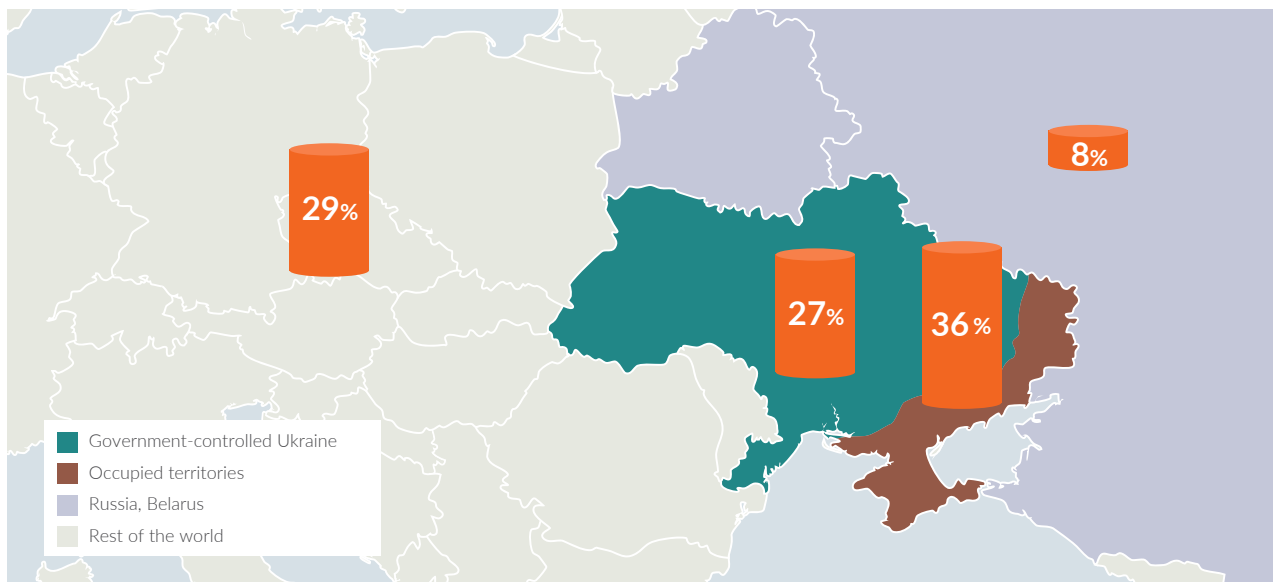 8%
29%
27%
36%
Government-controlled Ukraine
Occupied territories
Russia, Belarus
Rest of the world